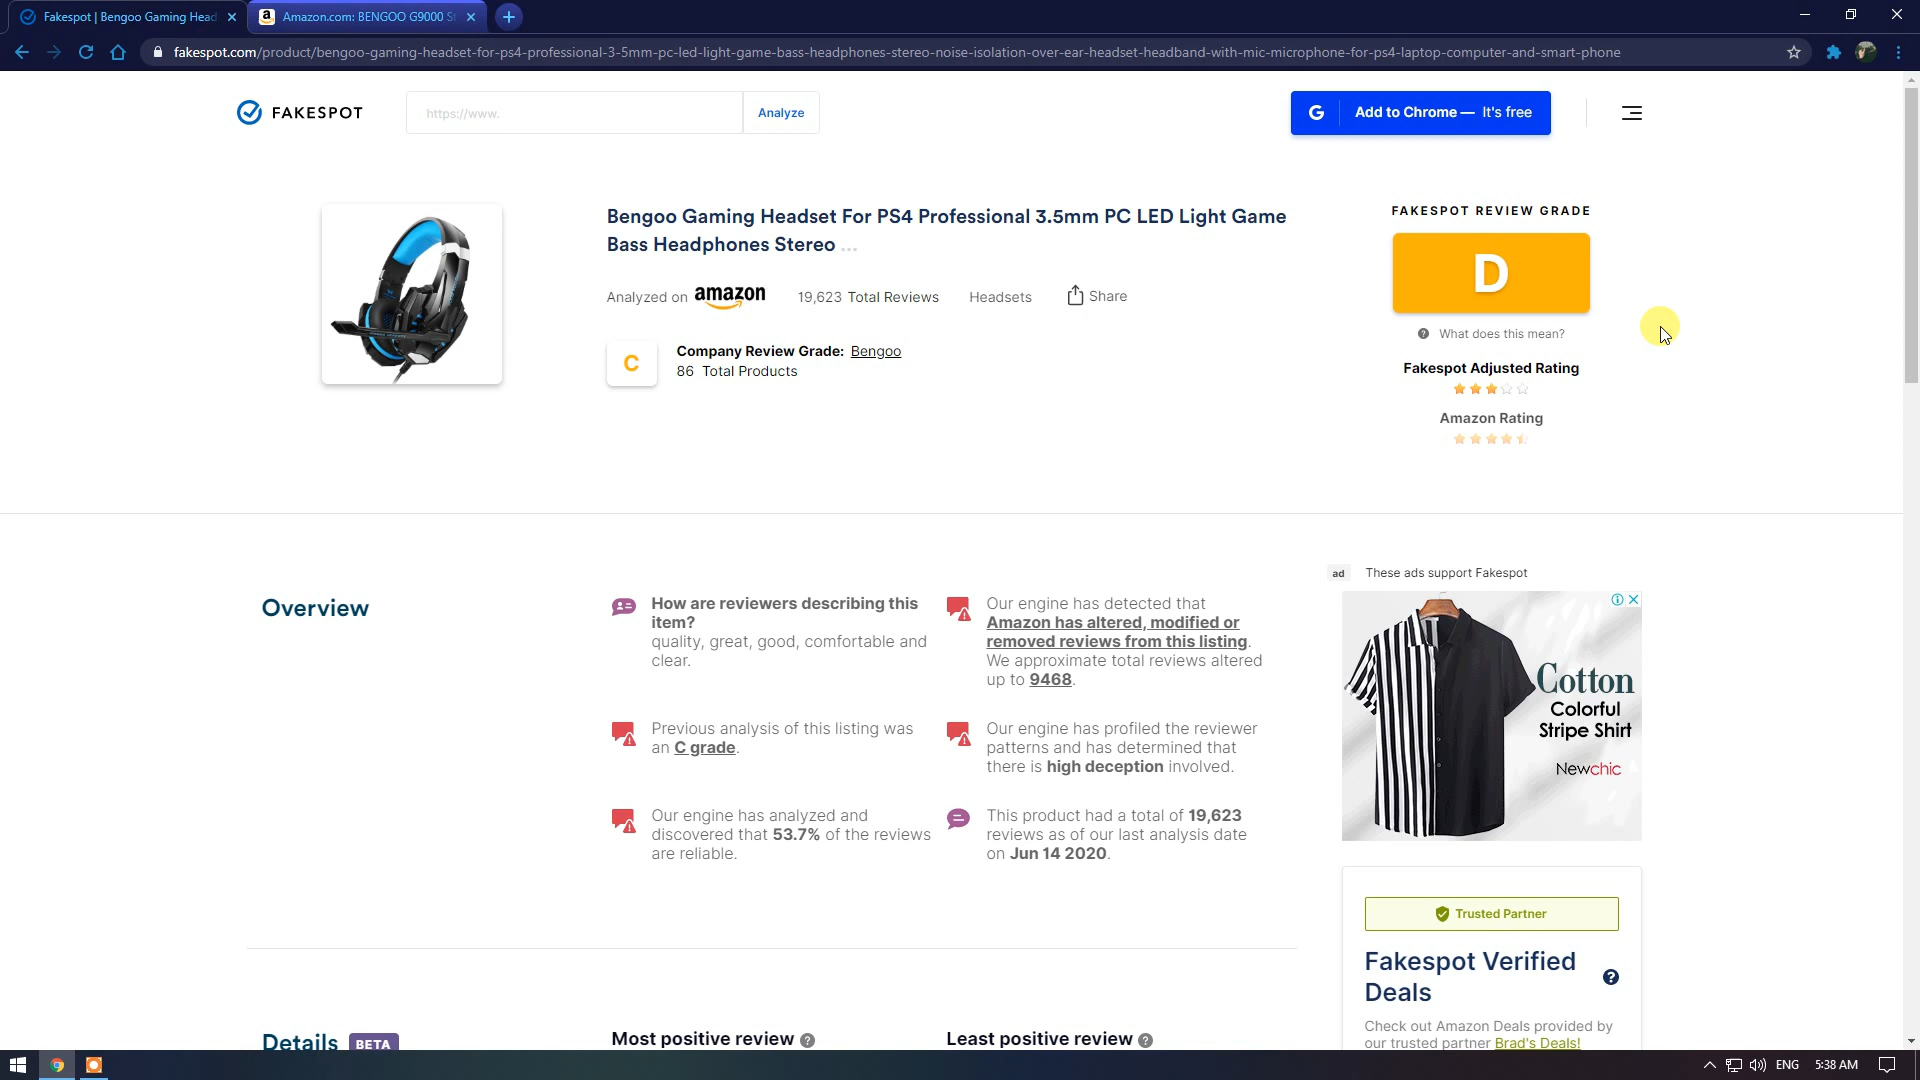 Fakespot | Bengoo Gaming Head
Amazon.com: BENGOO G9000 St
fakespot.com/product/bengoo-gaming-headset-for-ps4-professional-3-5mm-pc-led-light-game-bass-headphones-stereo-noise-isolation-over-ear-headset-headband-with-mic-microphone-for-ps4-laptop-computer-and-smart-phone
FAKESPOT
https://www.
Analyze
G Add to Chrome — It's free
Bengoo Gaming Headset For PS4 Professional 3.5mm PC LED Light Game
Bass Headphones Stereo ...
Analyzed on amazon
19,623 Total Reviews
Headsets
Share
C
Company Review Grade: Bengoo
86 Total Products
FAKESPOT REVIEW GRADE
D
? What does this mean?
Fakespot Adjusted Rating
Amazon Rating
Overview
How are reviewers describing this
item?
quality, great, good, comfortable and
clear.
Our engine has detected that
Amazon has altered, modified or
removed reviews from this listing.
We approximate total reviews altered
up to 9468.
Previous analysis of this listing was
an C grade.
Our engine has profiled the reviewer
patterns and has determined that
there is high deception involved.
Our engine has analyzed and
discovered that 53.7% of the reviews
are reliable.
This product had a total of 19,623
reviews as of our last analysis date
on Jun 14 2020.
ad These ads support Fakespot
Cotton
Colorful
Stripe Shirt
Newchic
Trusted Partner
Fakespot Verified
Deals ?
Check out Amazon Deals provided by
our trusted partner Brad's Deals!
Details BETA
Most positive review ?
Least positive review ?
ENG
5:38 AM